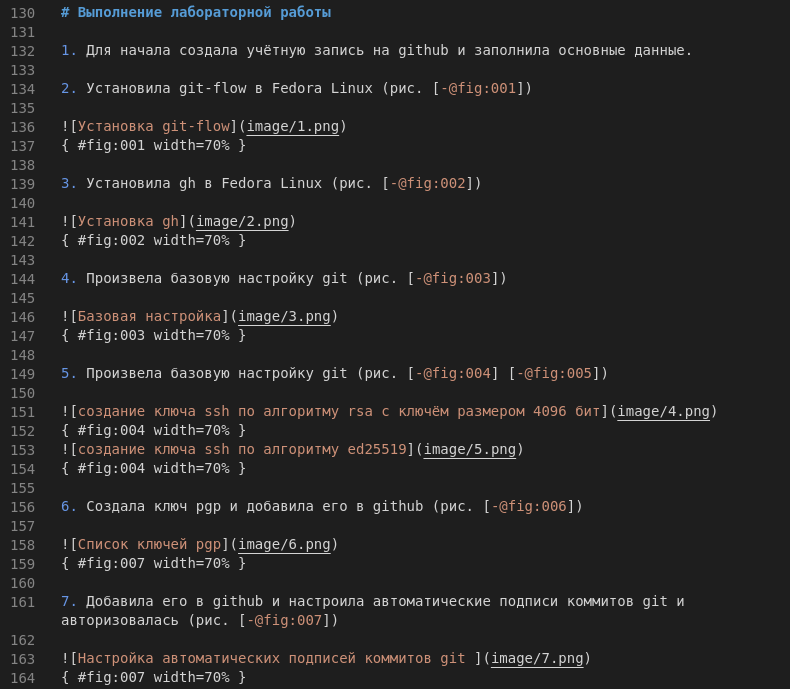 130 # Выполнение лабораторной работы
131
132 1. Для начала создала учётную запись на github и заполнила основные данные.
133
134 2. Установила git-flow в Fedora Linux (рис. [-@fig:001])
135
136 ![Установка git-flow](image/1.png)
137 { #fig:001 width=70% }
138
139 3. Установила gh в Fedora Linux (рис. [-@fig:002])
140
141 ![Установка gh](image/2.png)
142 { #fig:002 width=70% }
143
144 4. Произвела базовую настройку git (рис. [-@fig:003])
145
146 ![Базовая настройка](image/3.png)
147 { #fig:003 width=70% }
148
149 5. Произвела базовую настройку git (рис. [-@fig:004] [-@fig:005])
150
151 ![создание ключа ssh по алгоритму rsa с ключём размером 4096 бит](image/4.png)
152 { #fig:004 width=70% }
153 ![создание ключа ssh по алгоритму ed25519](image/5.png)
154 { #fig:004 width=70% }
155
156 6. Создала ключ pgp и добавила его в github (рис. [-@fig:006])
157
158 ![Список ключей pgp](image/6.png)
159 { #fig:007 width=70% }
160
161 7. Добавила его в github и настроила автоматические подписи коммитов git и
авторизовалась (рис. [-@fig:007])
162
163 ![Настройка автоматических подписей коммитов git ](image/7.png)
164 { #fig:007 width=70% }